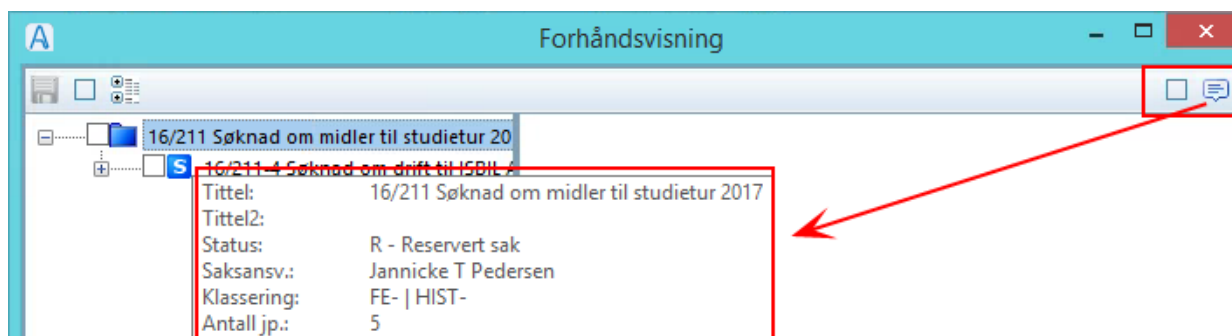 Forhåndsvisning
16/211 Søknad om midler til studietur 20
16/211-4 Søknad om drift til ISBIL A
Tittel: 16/211 Søknad om midler til studietur 2017
Tittel2:
Status: R - Reservert sak
Saksansv.: Jannicke T Pedersen
Klassering: FE- | HIST-
Antall jp.: 5